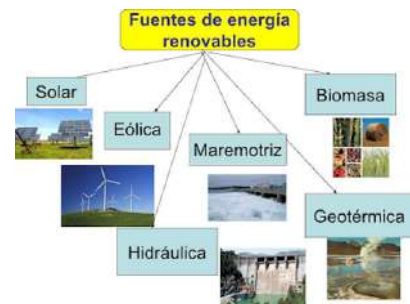 Fuentes de energía
renovables
Solar
Biomasa
Eólica
Maremotriz
Geotérmica
Hidráulica